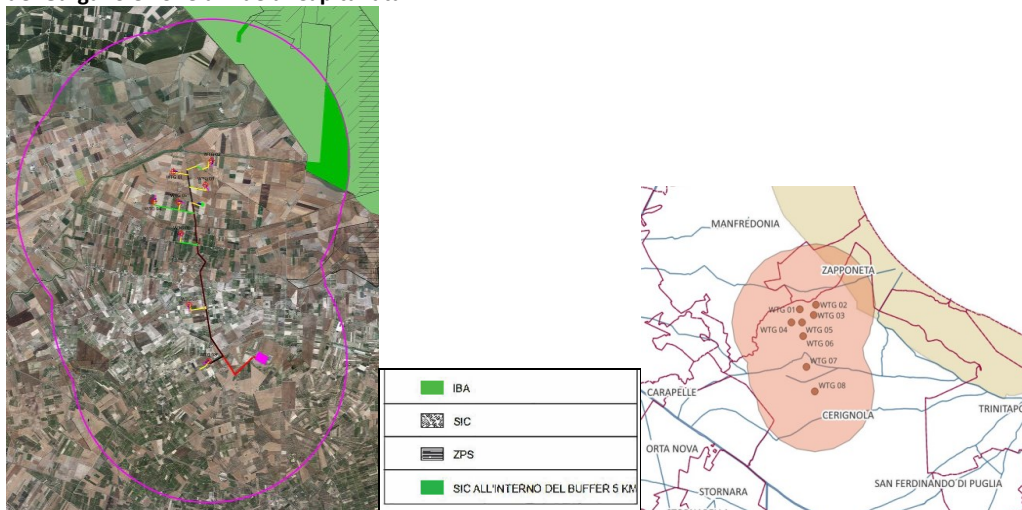 IBA
SIC
ZPS
SIC ALL'INTERNO DEL BUFFER 5 KM
MANFREDONIA
ZAPPONETA
WTG 01
WTG 02
WTG 03
WTG 04
WTG 05
WTG 06
WTG 07
WTG 08
CARAPELLE
CERIGNOLA
TRINITAPO
ORTA NOVA
SAN FERDINANDO DI PUGLIA
STORNARA